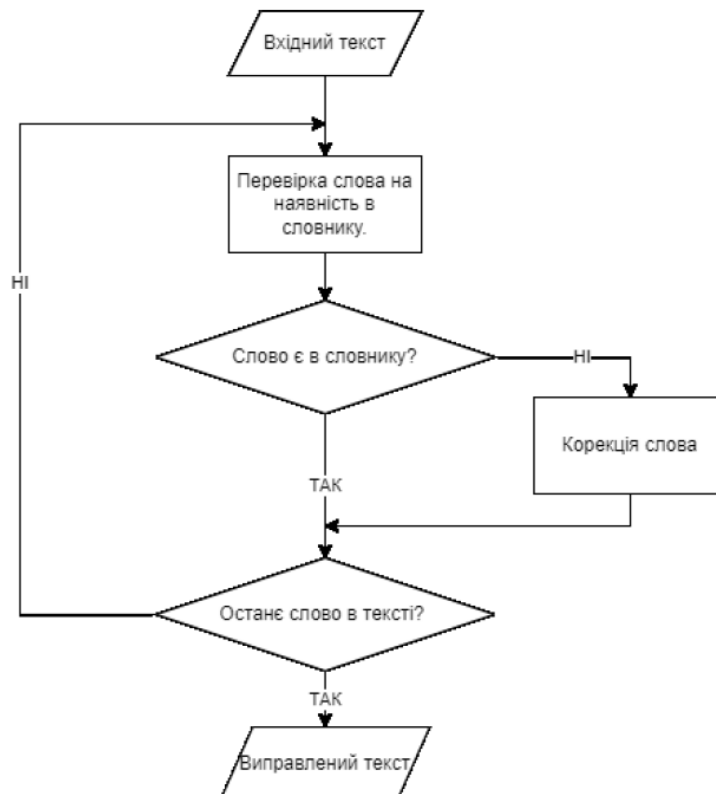 Вхідний текст
Перевірка слова на
наявність в
словнику.
НІ
Слово є в словнику?
НІ
Корекція слова
ТАК
Останє слово в тексті?
ТАК
Виправлений текст